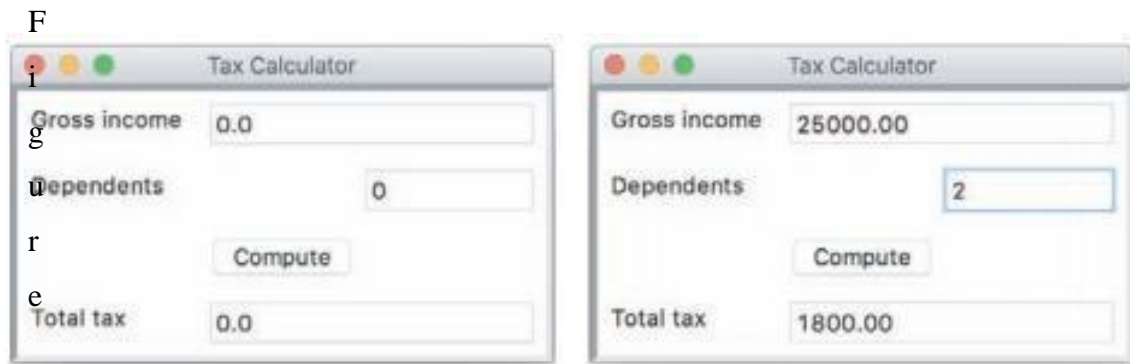 Figure
Tax Calculator
Gross income 0.0
Dependents 0
Compute
Total tax 0.0
Tax Calculator
Gross income 25000.00
Dependents 2
Compute
Total tax 1800.00